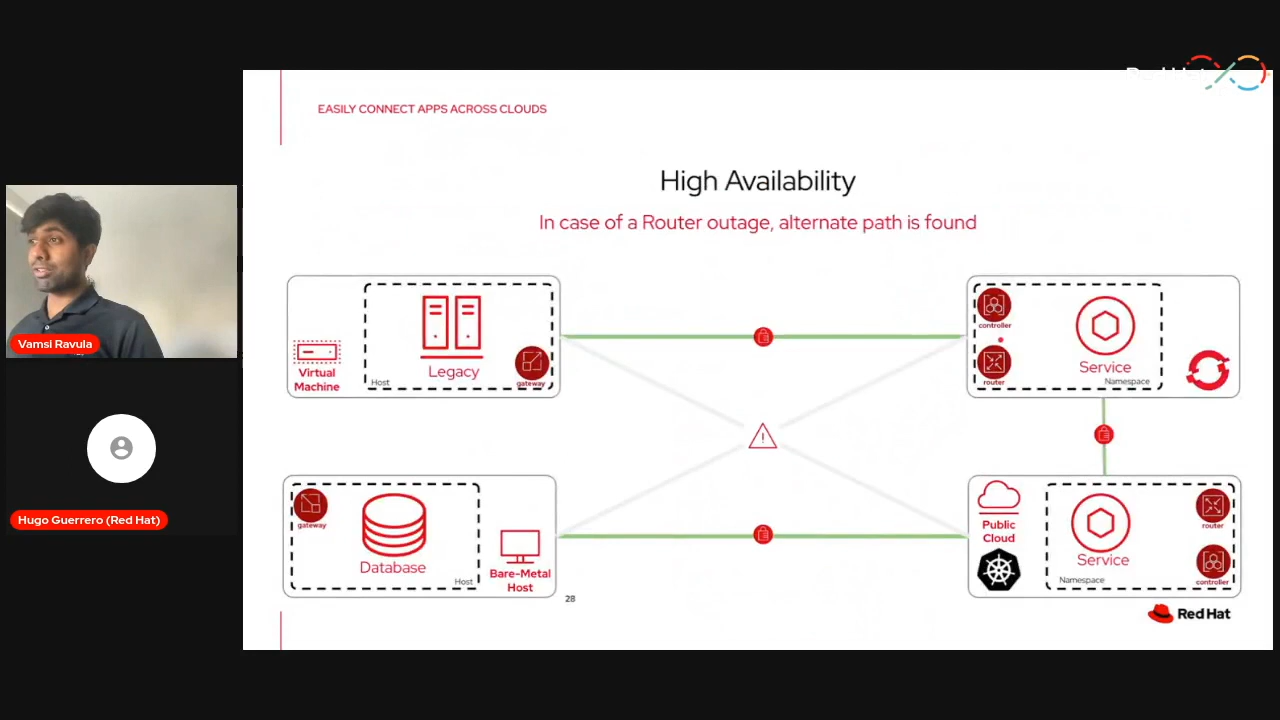 Red Hat
EASILY CONNECT APPS ACROSS CLOUDS
High Availability
In case of a Router outage, alternate path is found
Virtual
Machine
Host
Legacy
gateway
controller
router
Service
Namespace
gateway
Database
Host
Bare-Metal
Host
Public
Cloud
Service
Namespace
router
controller
28
Red Hat
Vamsi Ravula
Hugo Guerrero (Red Hat)